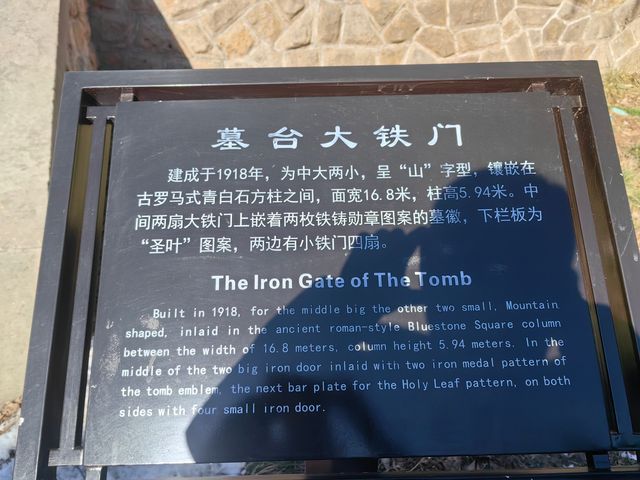 墓台大铁门
建成于1918年，为中大两小，呈“山”字型，镶嵌在
古罗马式青白石方柱之间，面宽16.8米，柱高5.94米。中
间两扇大铁门上嵌着两枚铁铸勋章图案的墓徽，下栏板为
“圣叶”图案，两边有小铁门四扇。
The Iron Gate of The Tomb
Built in 1918, for the middle big the other two small, Mountain
shaped, inlaid in the ancient roman-style Bluestone Square column
between the width of 16.8 meters, column height 5.94 meters. In the
middle of the two big iron door inlaid with two iron medal pattern of
the tomb emblem, the next bar plate for the Holy Leaf pattern, on both
sides with four small iron door.